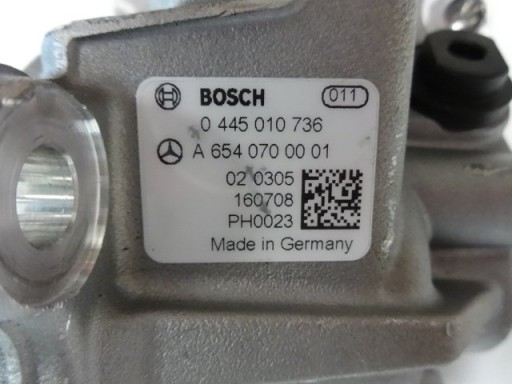 BOSCH 011
0 445 010 736
A 654 070 00 01
02 0305
160708
PH0023
Made in Germany